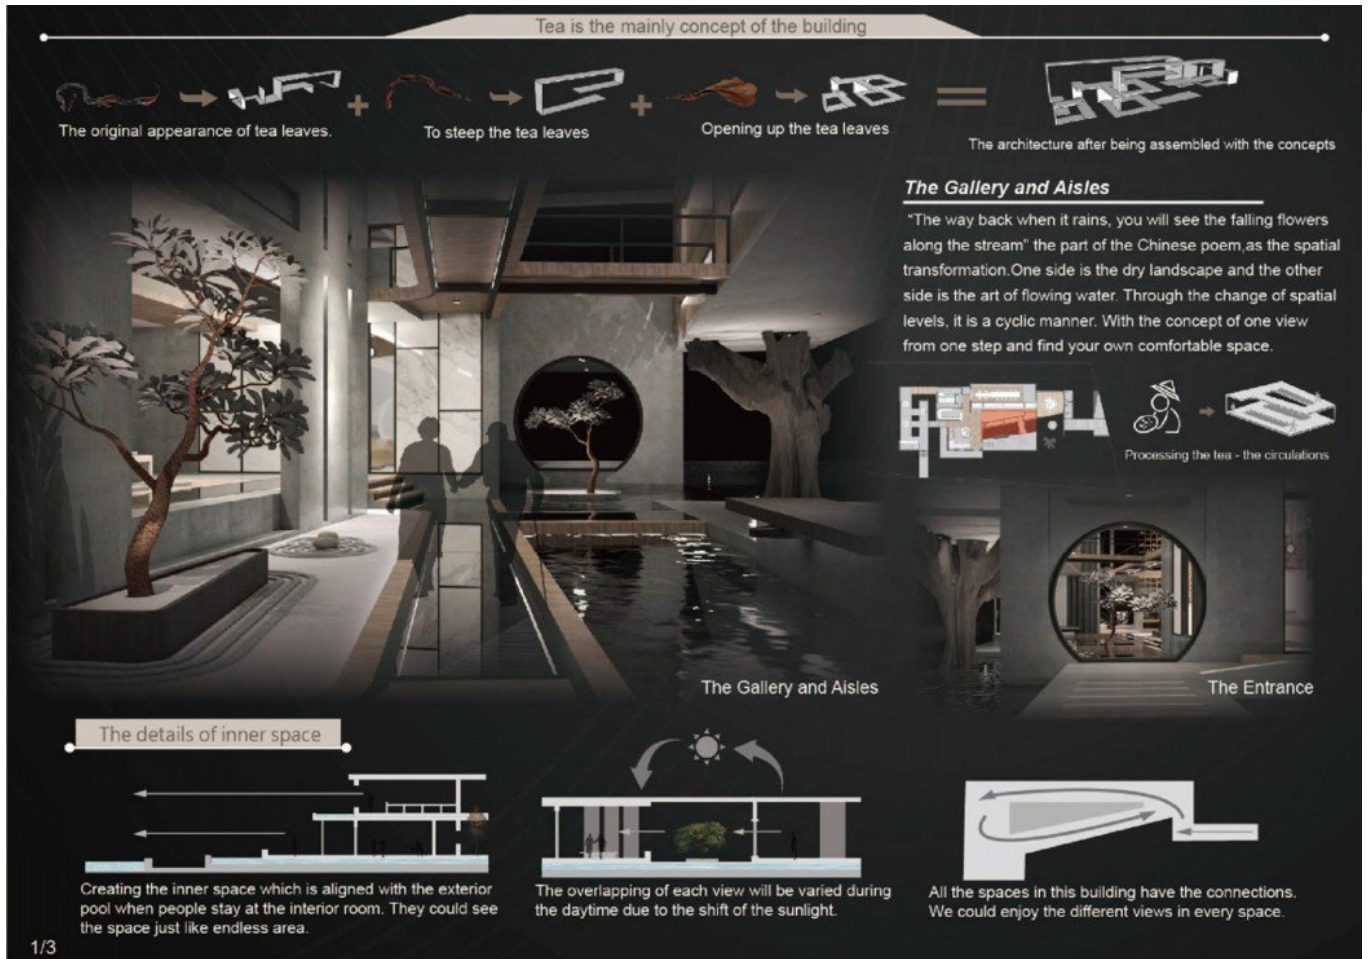 Tea is the mainly concept of the building
The original appearance of tea leaves.
To steep the tea leaves
Opening up the tea leaves
The architecture after being assembled with the concepts
The Gallery and Aisles
"The way back when it rains, you will see the falling flowers
along the stream" the part of the Chinese poem,as the spatial
transformation.One side is the dry landscape and the other
side is the art of flowing water. Through the change of spatial
levels, it is a cyclic manner. With the concept of one view
from one step and find your own comfortable space.
Processing the tea - the circulations
The Gallery and Aisles
The Entrance
The details of inner space
Creating the inner space which is aligned with the exterior
pool when people stay at the interior room. They could see
the space just like endless area.
The overlapping of each view will be varied during
the daytime due to the shift of the sunlight.
All the spaces in this building have the connections.
We could enjoy the different views in every space.
1/3